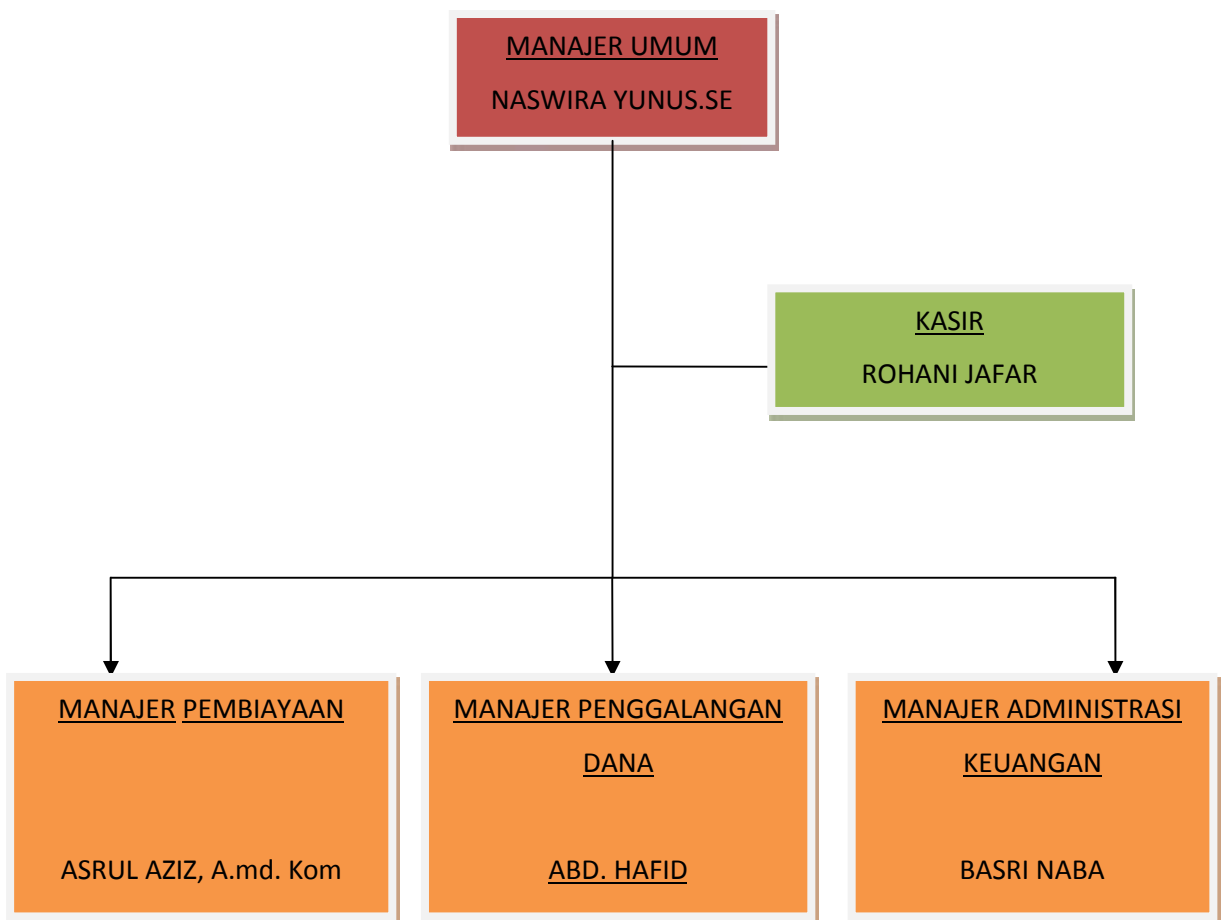 MANAJER UMUM
NASWIRA YUNUS.SE
KASIR
ROHANI JAFAR
MANAJER PEMBIAYAAN
ASRUL AZIZ, A.md. Kom
MANAJER PENGGALANGAN
DANA
ABD. HAFID
MANAJER ADMINISTRASI
KEUANGAN
BASRI NABA